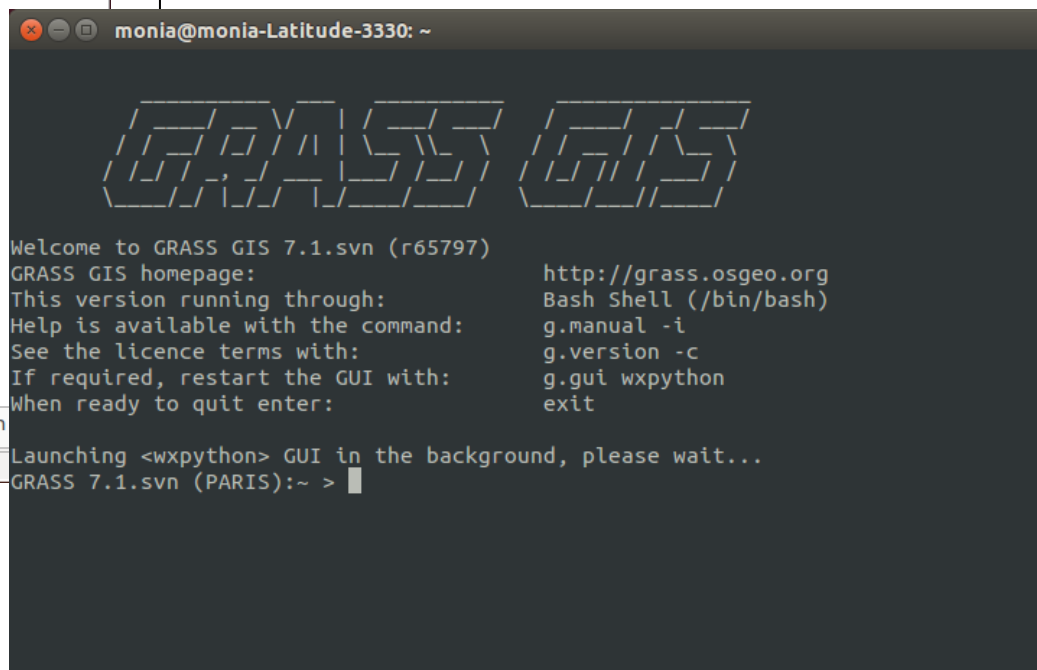 monia@monia-Latitude-3330: ~
GRASS GIS
Welcome to GRASS GIS 7.1.svn (r65797)
GRASS GIS homepage: http://grass.osgeo.org
This version running through: Bash Shell (/bin/bash)
Help is available with the command: g.manual -i
See the licence terms with: g.version -c
If required, restart the GUI with: g.gui wxpython
When ready to quit enter: exit
Launching <wxpython> GUI in the background, please wait...
GRASS 7.1.svn (PARIS):~ >